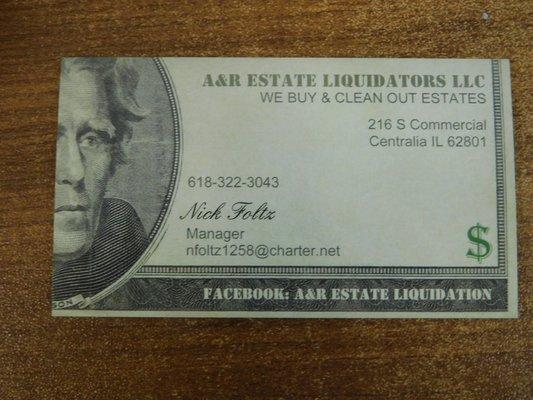 A&R ESTATE LIQUIDATORS LLC
WE BUY & CLEAN OUT ESTATES
216 S Commercial
Centralia IL 62801
618-322-3043
Nick Foltz
Manager
nfoltz1258@charter.net
$
FACEBOOK: A&R ESTATE LIQUIDATION
SON